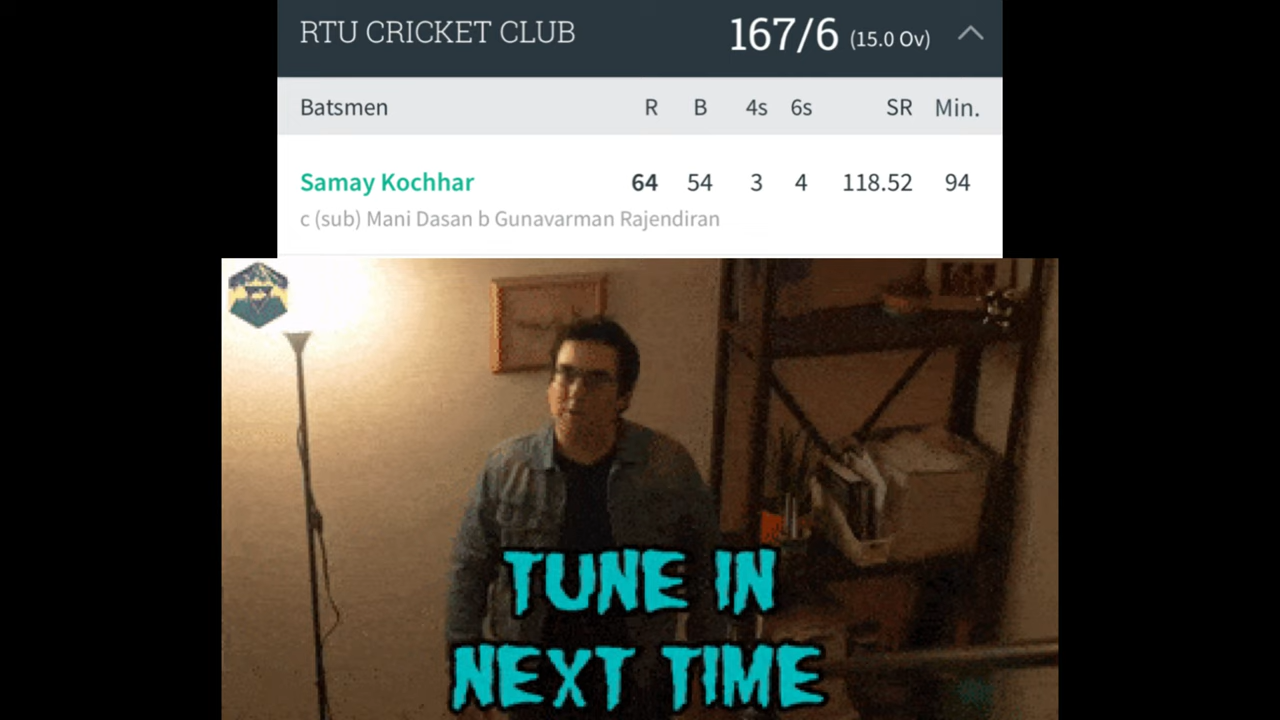 RTU CRICKET CLUB 167/6 (15.0 Ov)
Batsmen R B 4s 6s SR Min.
Samay Kochhar 64 54 3 4 118.52 94
c (sub) Mani Dasan b Gunavarman Rajendiran
TUNE IN
NEXT TIME